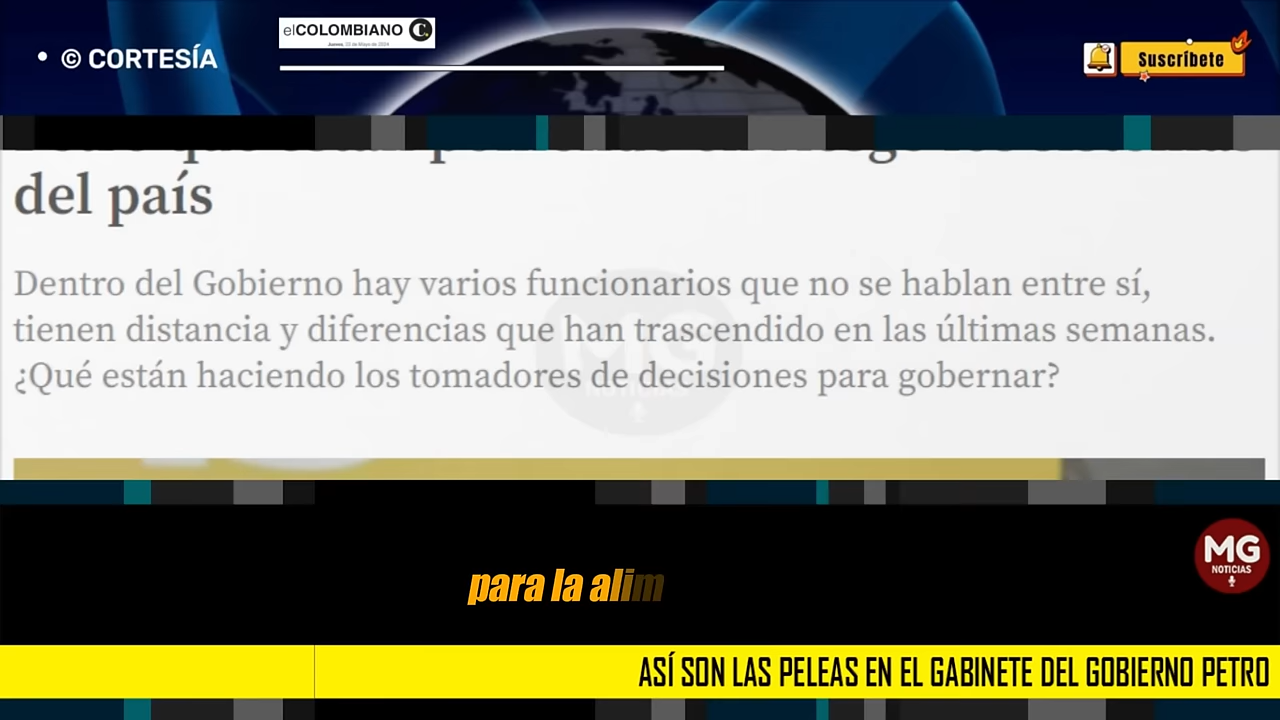 • © CORTESÍA
elCOLOMBIANO C.
Suscríbete
del país
Dentro del Gobierno hay varios funcionarios que no se hablan entre sí,
tienen distancia y diferencias que han trascendido en las últimas semanas.
¿Qué están haciendo los tomadores de decisiones para gobernar?
MG
NOTICIAS
para la alim
MG
NOTICIAS
ASÍ SON LAS PELEAS EN EL GABINETE DEL GOBIERNO PETRO